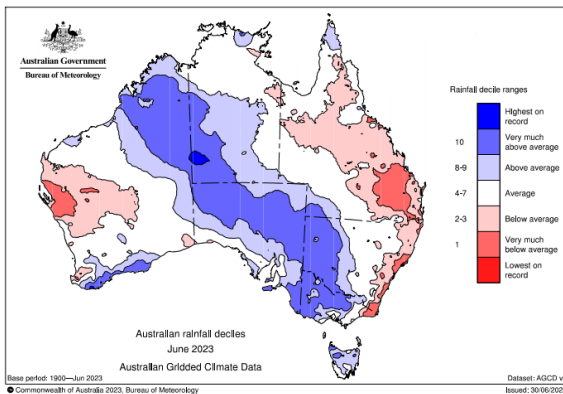 Australian Government
Bureau of Meteorology
Rainfall decile ranges
Highest on
record
10
Very much
above average
8-9
Above average
4-7
Average
2-3
Below average
1
Very much
below average
Lowest on
record
Australian rainfall deciles
June 2023
Australian Gridded Climate Data
Base period: 1900—Jun 2023
Dataset: AGCD v
© Commonwealth of Australia 2023, Bureau of Meteorology
Issued: 30/06/202